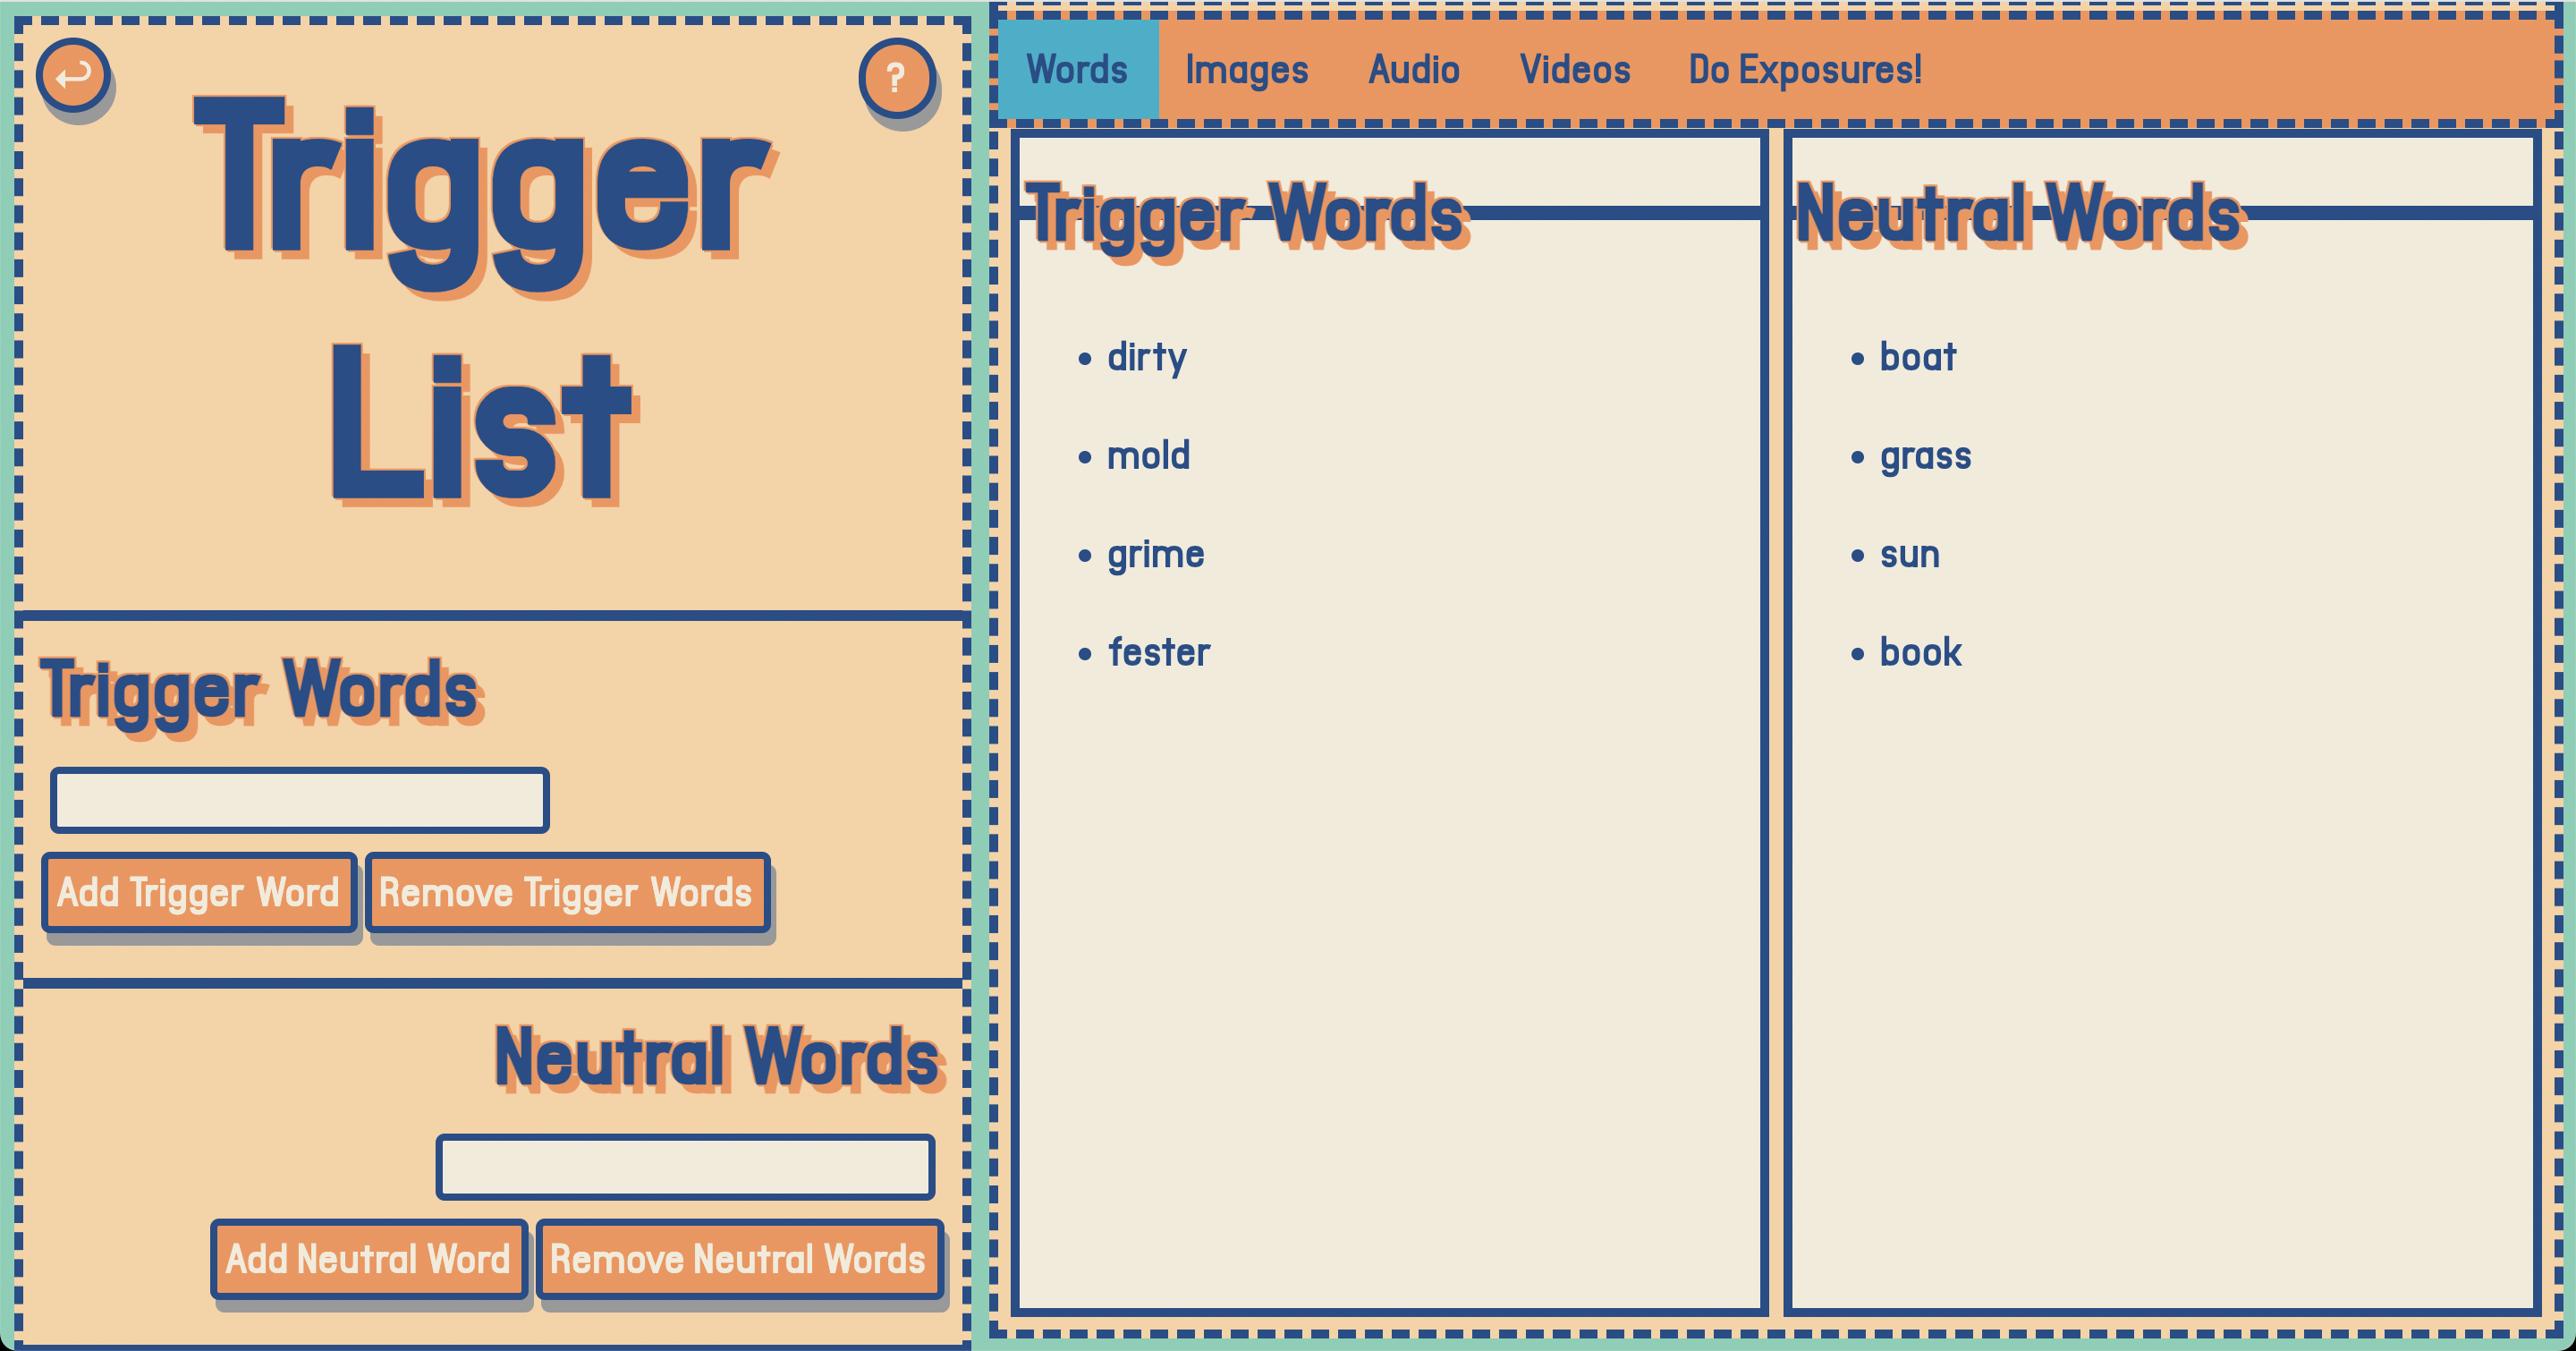 ?
Trigger
List
Trigger Words
Add Trigger Word Remove Trigger Words
Neutral Words
Add Neutral Word Remove Neutral Words
Words Images Audio Videos Do Exposures!
Trigger Words
dirty
mold
grime
fester
Neutral Words
boat
grass
sun
book